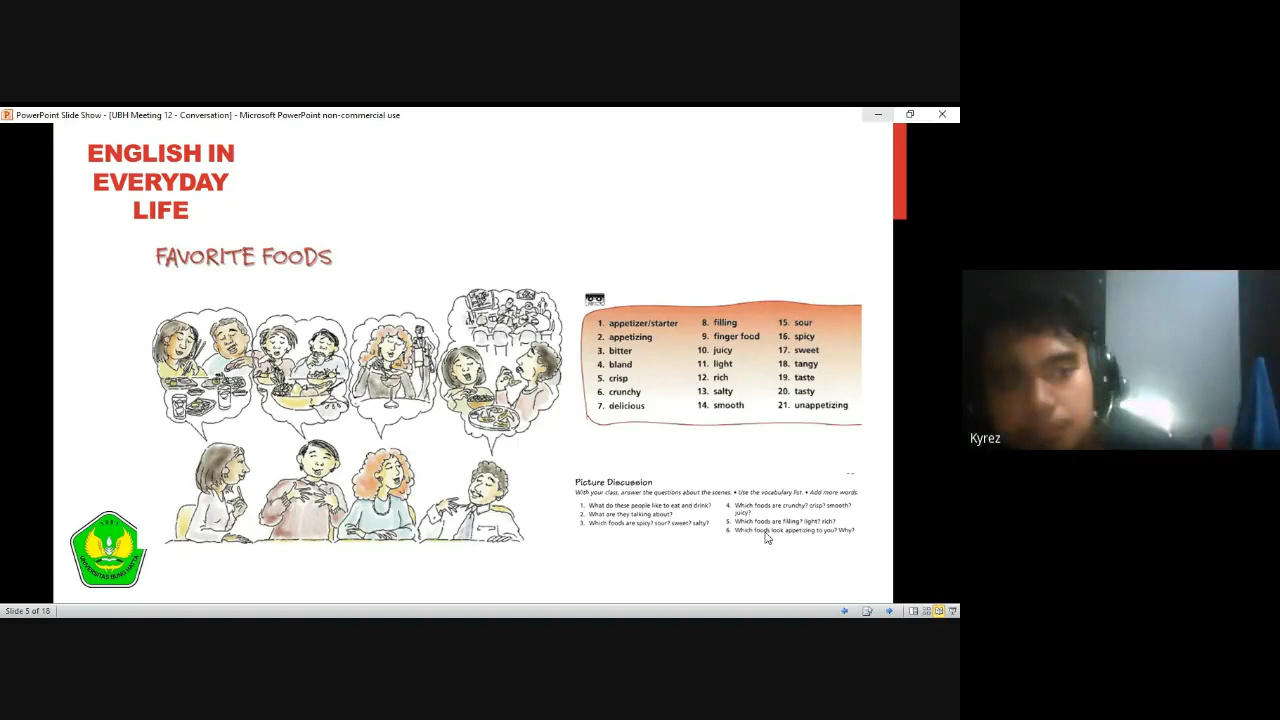 PowerPoint Slide Show - [UBH Meeting 12 - Conversation] - Microsoft PowerPoint non-commercial use
ENGLISH IN
EVERYDAY
LIFE
FAVORITE FOODS
1. appetizer/starter
2. appetizing
3. bitter
4. bland
5. crisp
6. crunchy
7. delicious
8. filling
9. finger food
10. juicy
11. light
12. rich
13. salty
14. smooth
15. sour
16. spicy
17. sweet
18. tangy
19. taste
20. tasty
21. unappetizing
Picture Discussion
With your class, answer the questions about the scenes. • Use the vocabulary list. • Add more words.
1. What do these people like to eat and drink?
2. What are they talking about?
3. Which foods are spicy? sour? sweet? salty?
4. Which foods are crunchy? crisp? smooth?
juicy?
5. Which foods are filling? light? rich?
6. Which foods look appetizing to you? Why?
1981
UNIVERSITAS BUNG HATTA
Slide 5 of 18
Kyrez